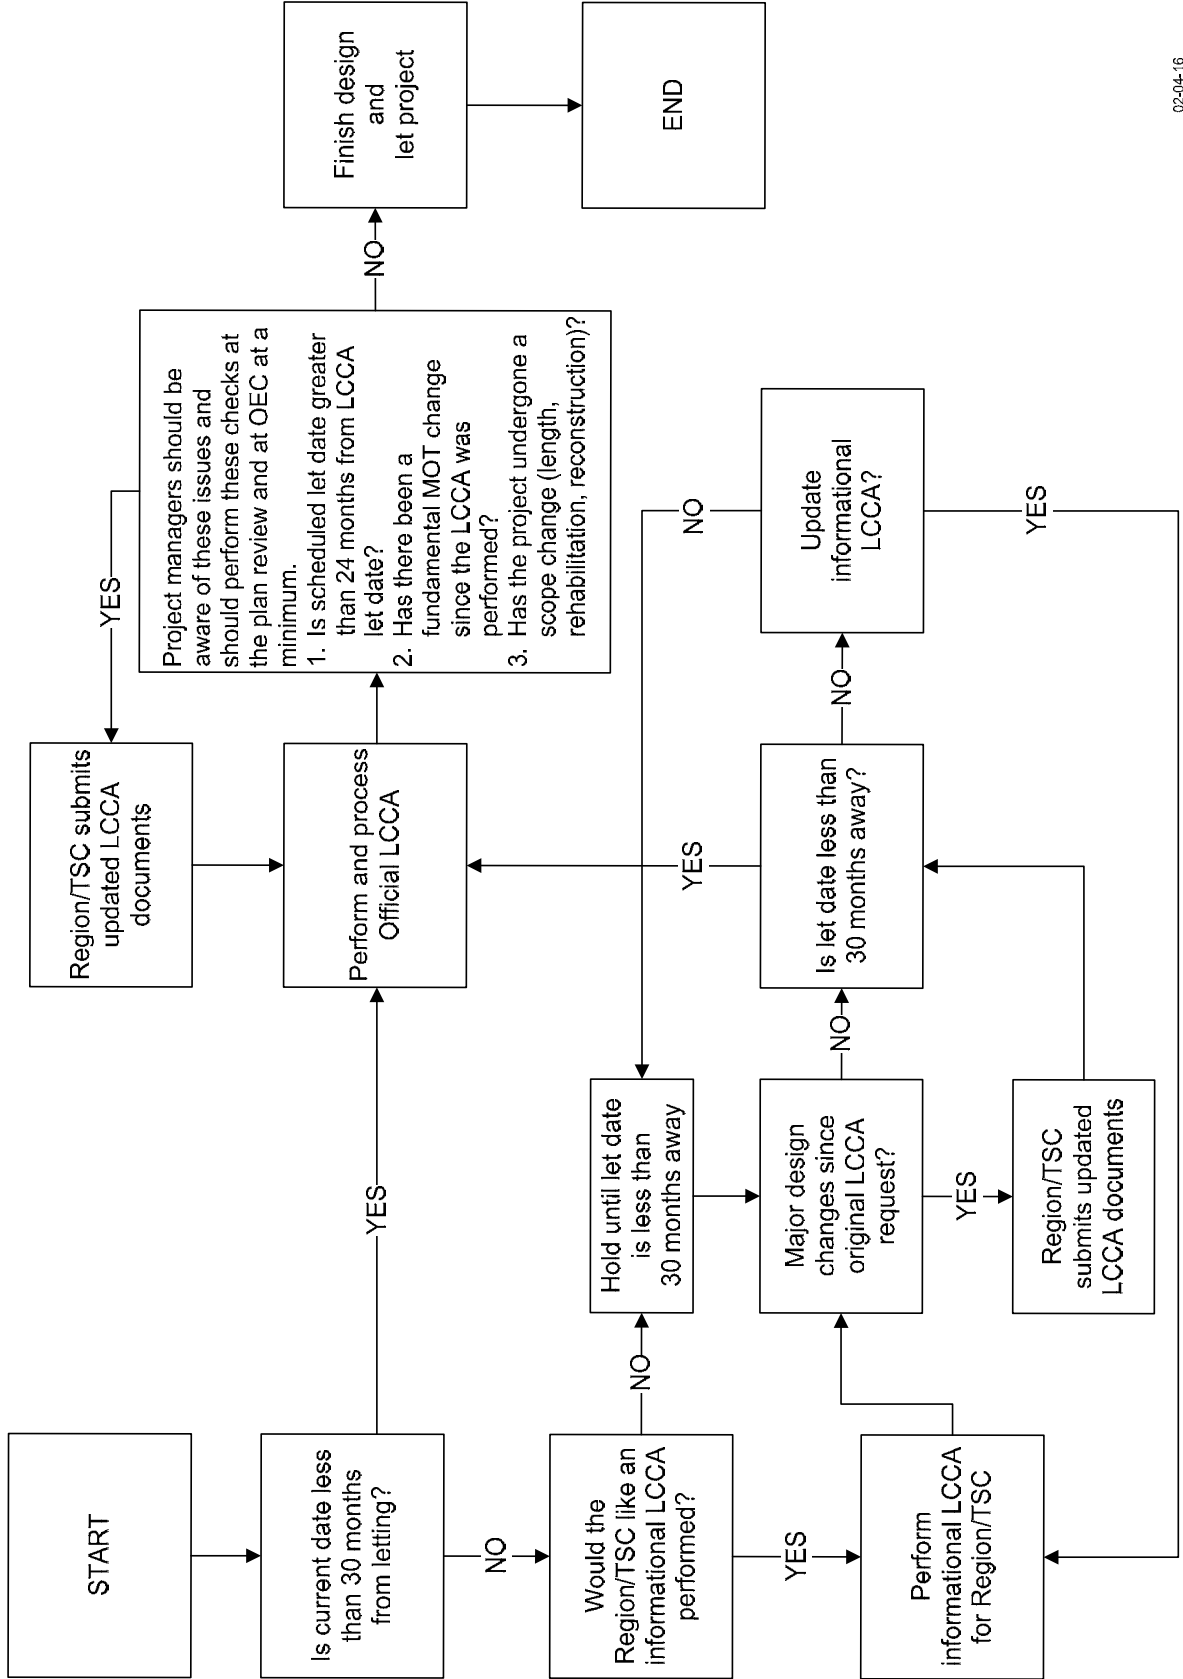 START
Is current date less
than 30 months
from letting?
YES
NO
Would the
Region/TSC like an
informational LCCA
performed?
NO
YES
Perform
informational LCCA
for Region/TSC
Hold until let date
is less than
30 months away
Major design
changes since
original LCCA
request?
NO
YES
Region/TSC
submits updated
LCCA documents
Region/TSC submits
updated LCCA
documents
Perform and process
Official LCCA
YES
Is let date less than
30 months away?
NO
Update
informational
LCCA?
NO
YES
YES
Project managers should be
aware of these issues and
should perform these checks at
the plan review and at OEC at a
minimum.
1. Is scheduled let date greater
than 24 months from LCCA
let date?
2. Has there been a
fundamental MOT change
since the LCCA was
performed?
3. Has the project undergone a
scope change (length,
rehabilitation, reconstruction)?
NO
Finish design
and
let project
END
02-04-16